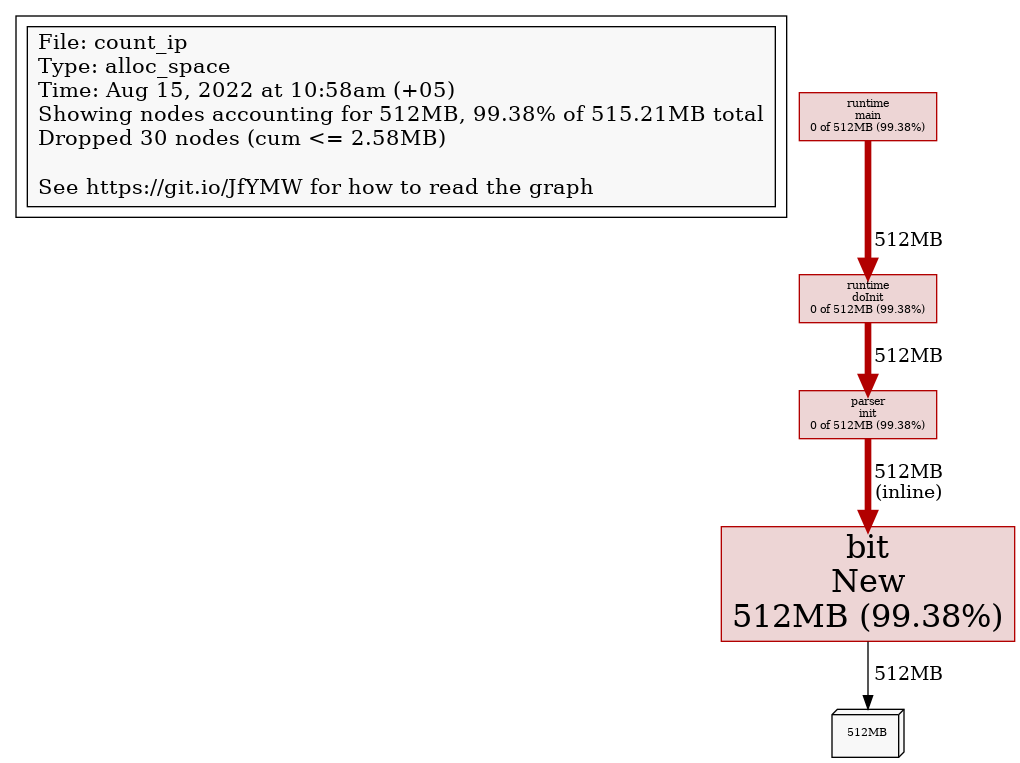 File: count_ip
Type: alloc_space
Time: Aug 15, 2022 at 10:58am (+05)
Showing nodes accounting for 512MB, 99.38% of 515.21MB total
Dropped 30 nodes (cum <= 2.58MB)
See https://git.io/JfYMW for how to read the graph
runtime
main
0 of 512MB (99.38%)
512MB
runtime
doInit
0 of 512MB (99.38%)
512MB
parser
init
0 of 512MB (99.38%)
512MB
(inline)
bit
New
512MB (99.38%)
512MB
512MB